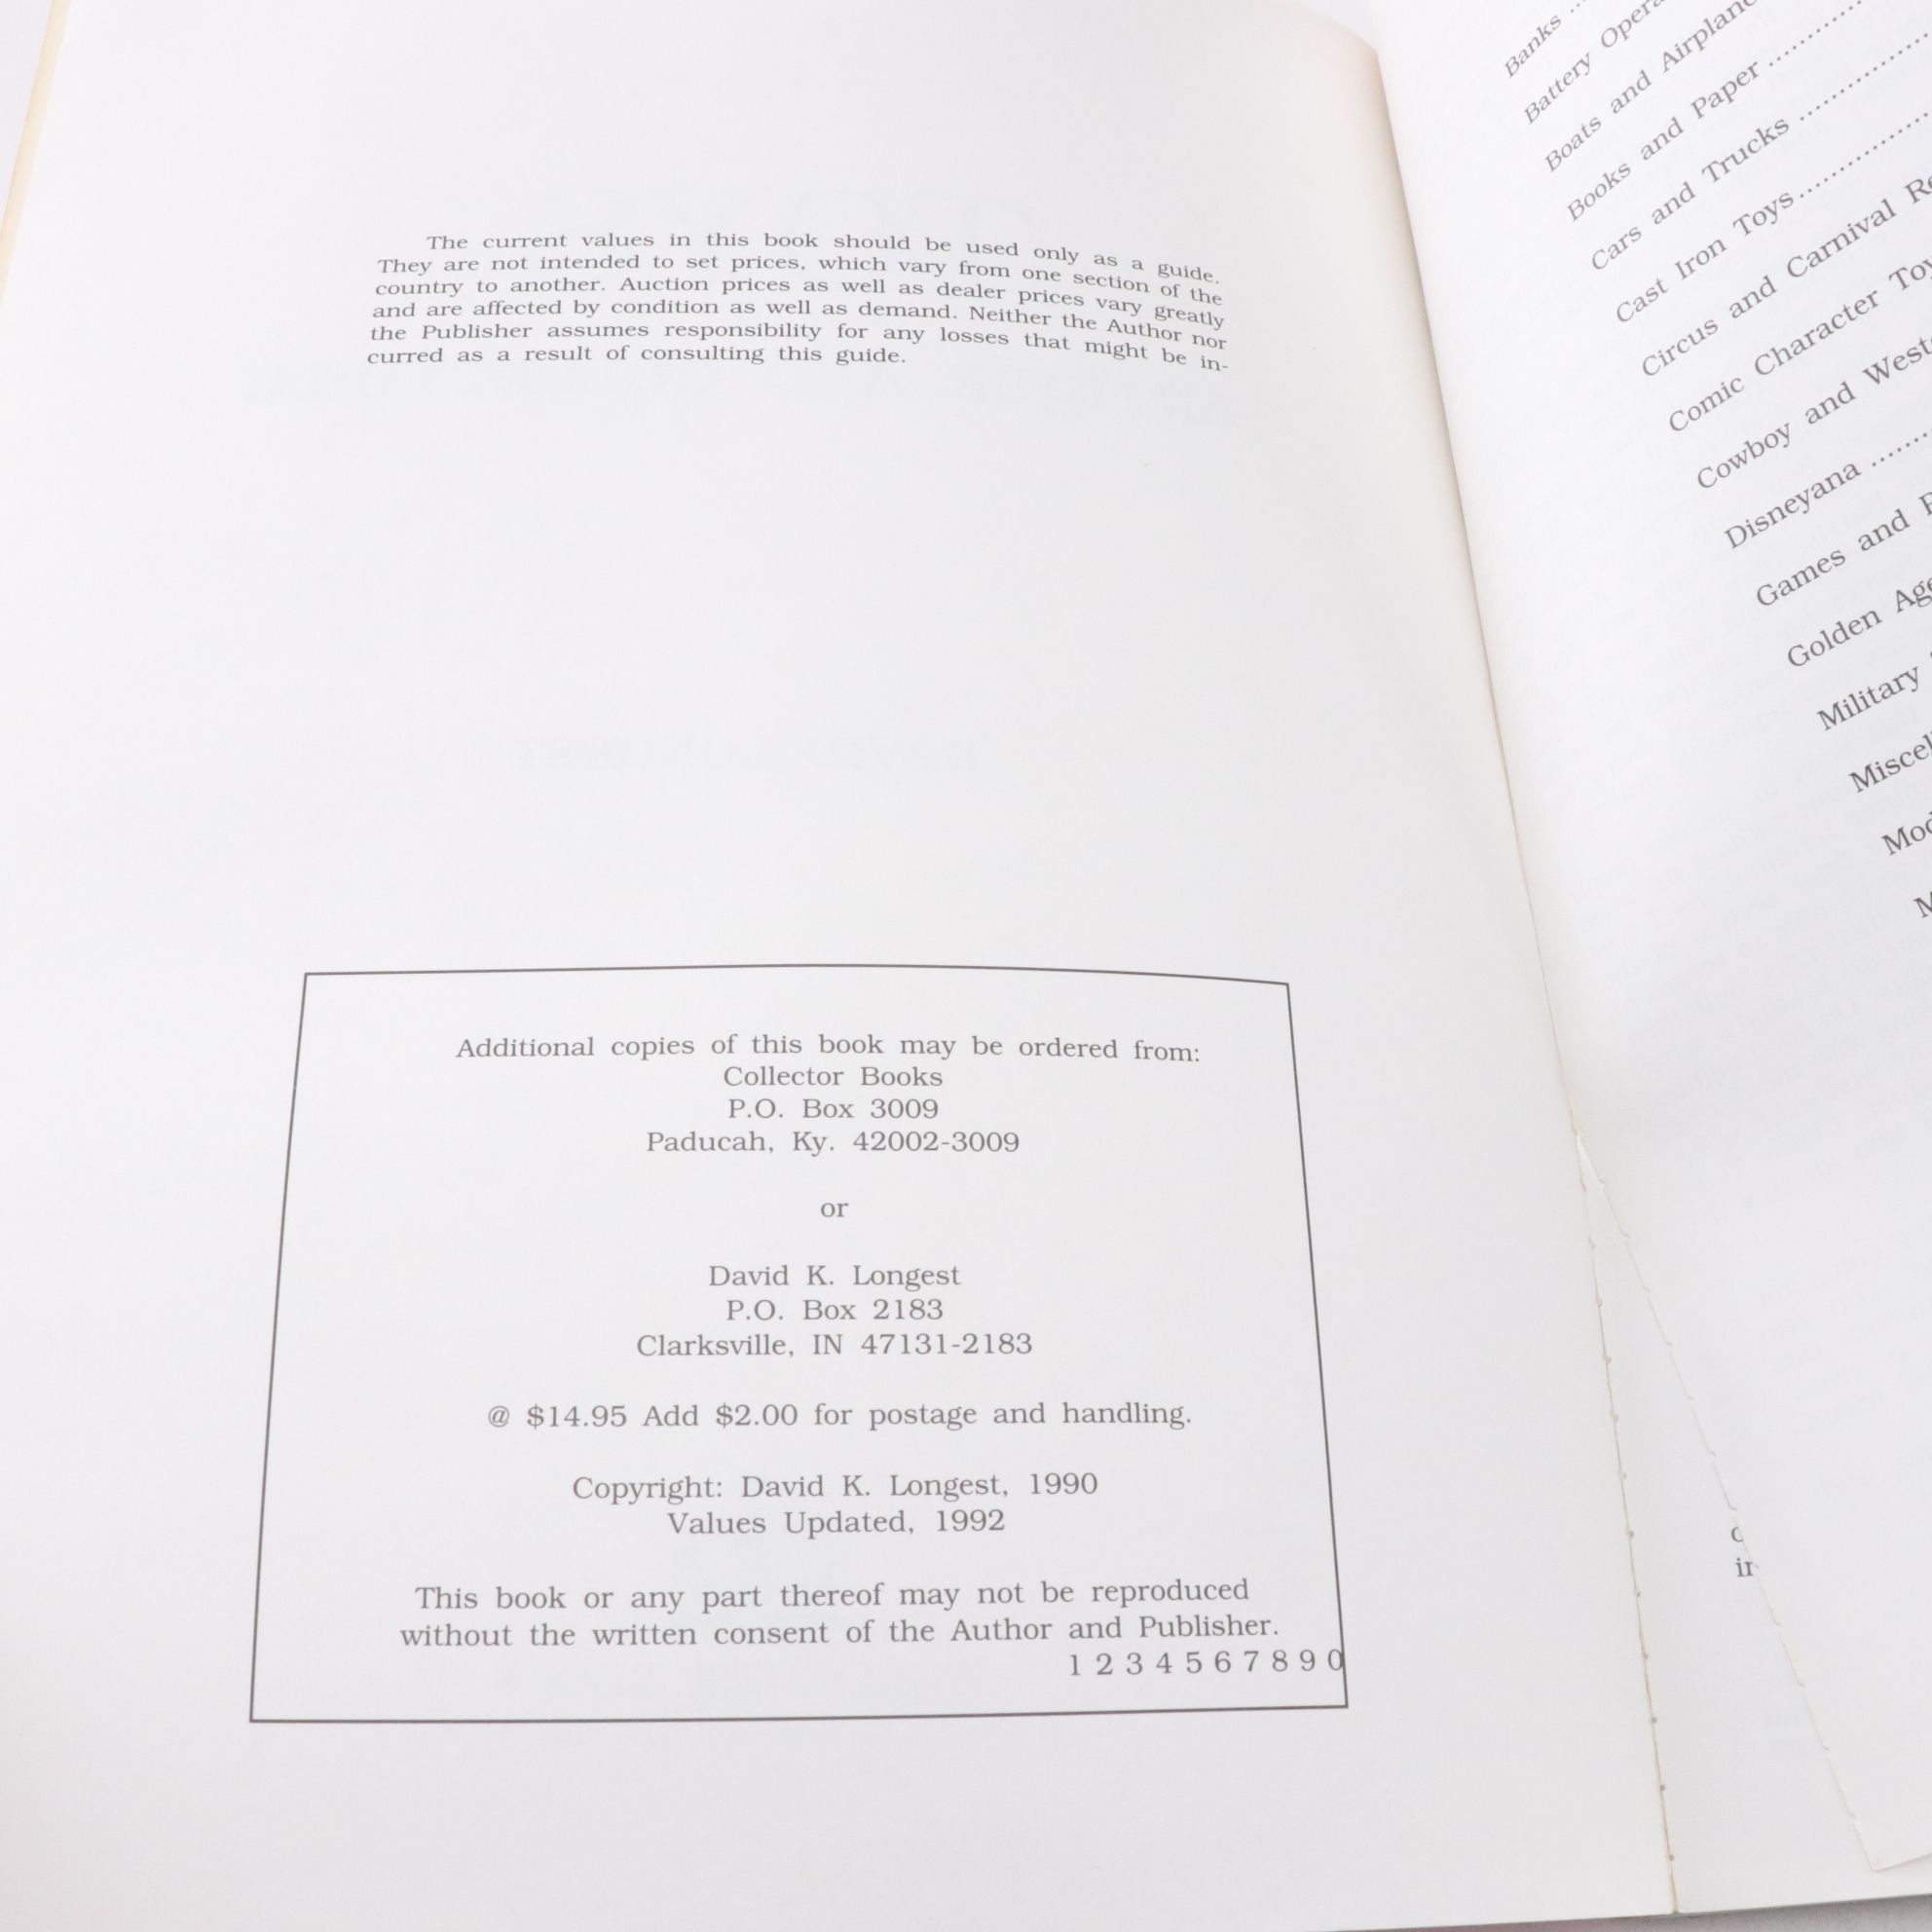 The current values in this book should be used only as a guide.
They are not intended to set prices, which vary from one section of the
country to another. Auction prices as well as dealer prices vary greatly
and are affected by condition as well as demand. Neither the Author nor
the Publisher assumes responsibility for any losses that might be in-
curred as a result of consulting this guide.
Additional copies of this book may be ordered from:
Collector Books
P.O. Box 3009
Paducah, Ky. 42002-3009
or
David K. Longest
P.O. Box 2183
Clarksville, IN 47131-2183
@ $14.95 Add $2.00 for postage and handling.
Copyright: David K. Longest, 1990
Values Updated, 1992
This book or any part thereof may not be reproduced
without the written consent of the Author and Publisher.
1 2 3 4 5 6 7 8 9 0
Banks ...
Battery
Boats and
Books and Paper ..........
Cars and Trucks ..............
Cast Iron Toys ..............
Circus and Carnival
Comic Character
Cowboy and
Disneyana .......
Games and
Golden
Military